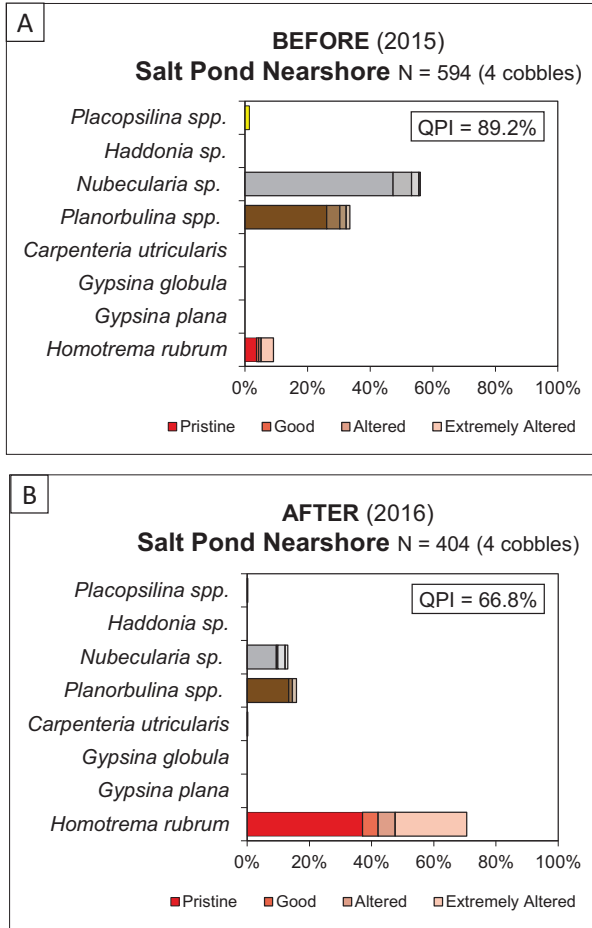 A
BEFORE (2015)
Salt Pond Nearshore N = 594 (4 cobbles)
QPI = 89.2%
Placopsilina spp.
Haddonia sp.
Nubecularia sp.
Planorbulina spp.
Carpenteria utricularis
Gypsina globula
Gypsina plana
Homotrema rubrum
0% 20% 40% 60% 80% 100%
Pristine Good Altered Extremely Altered
B
AFTER (2016)
Salt Pond Nearshore N = 404 (4 cobbles)
QPI = 66.8%
Placopsilina spp.
Haddonia sp.
Nubecularia sp.
Planorbulina spp.
Carpenteria utricularis
Gypsina globula
Gypsina plana
Homotrema rubrum
0% 20% 40% 60% 80% 100%
Pristine Good Altered Extremely Altered